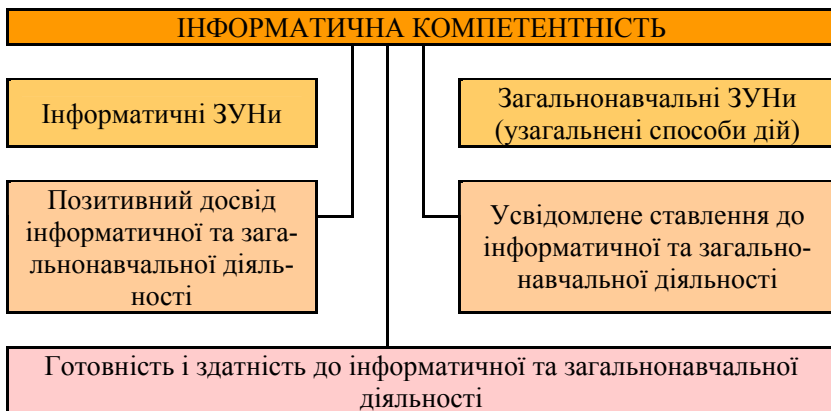 ІНФОРМАТИЧНА КОМПЕТЕНТНІСТЬ
Інформатичні ЗУНи
Загальнонавчальні ЗУНи
(узагальнені способи дій)
Позитивний досвід
інформатичної та зага-
льнонавчальної діяль-
ності
Усвідомлене ставлення до
інформатичної та загально-
навчальної діяльності
Готовність і здатність до інформатичної та загальнонавчальної
діяльності